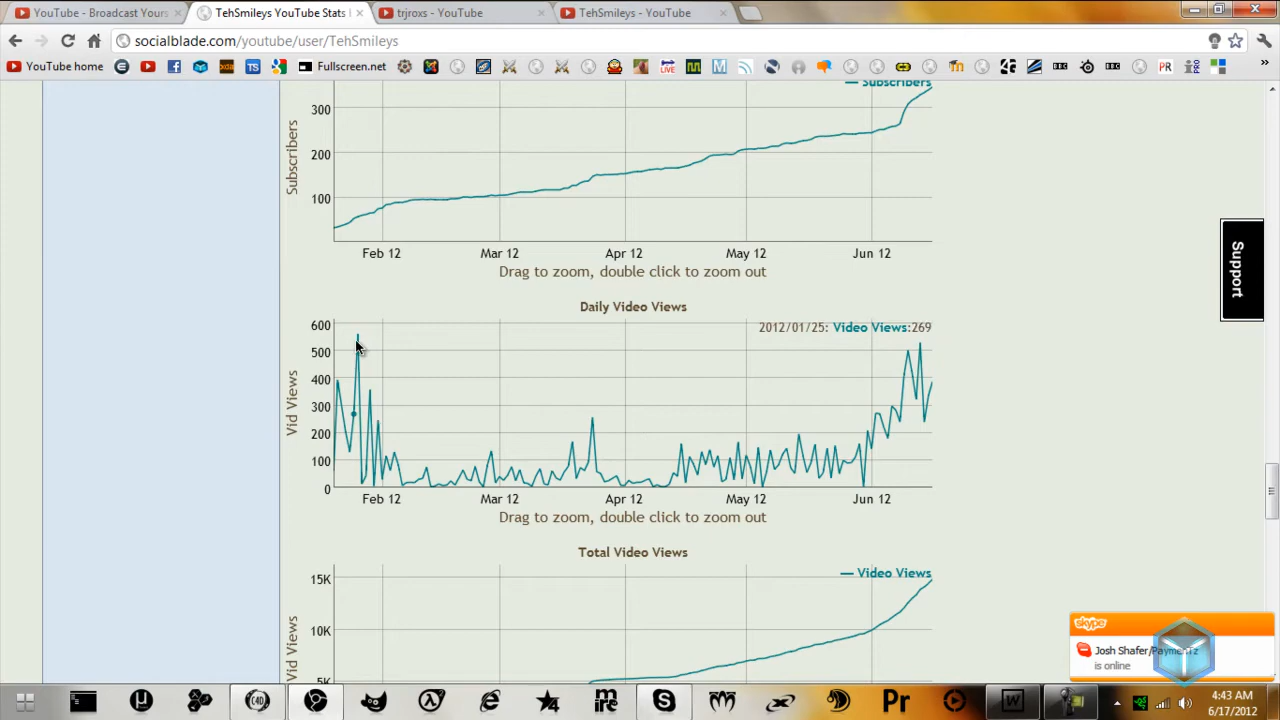 YouTube - Broadcast Yours
TehSmileys YouTube Stats
trjroxs - YouTube
TehSmileys - YouTube
socialblade.com/youtube/user/TehSmileys
YouTube home
Fullscreen.net
Subscribers
300
200
100
Subscribers
Feb 12
Mar 12
Apr 12
May 12
Jun 12
Drag to zoom, double click to zoom out
Support
Daily Video Views
2012/01/25: Video Views:269
600
500
400
300
200
100
0
Vid Views
Feb 12
Mar 12
Apr 12
May 12
Jun 12
Drag to zoom, double click to zoom out
Total Video Views
Video Views
15K
10K
5K
Vid Views
skype
Josh Shafer/Paymentz
is online
Pr
W
4:43 AM
6/17/2012